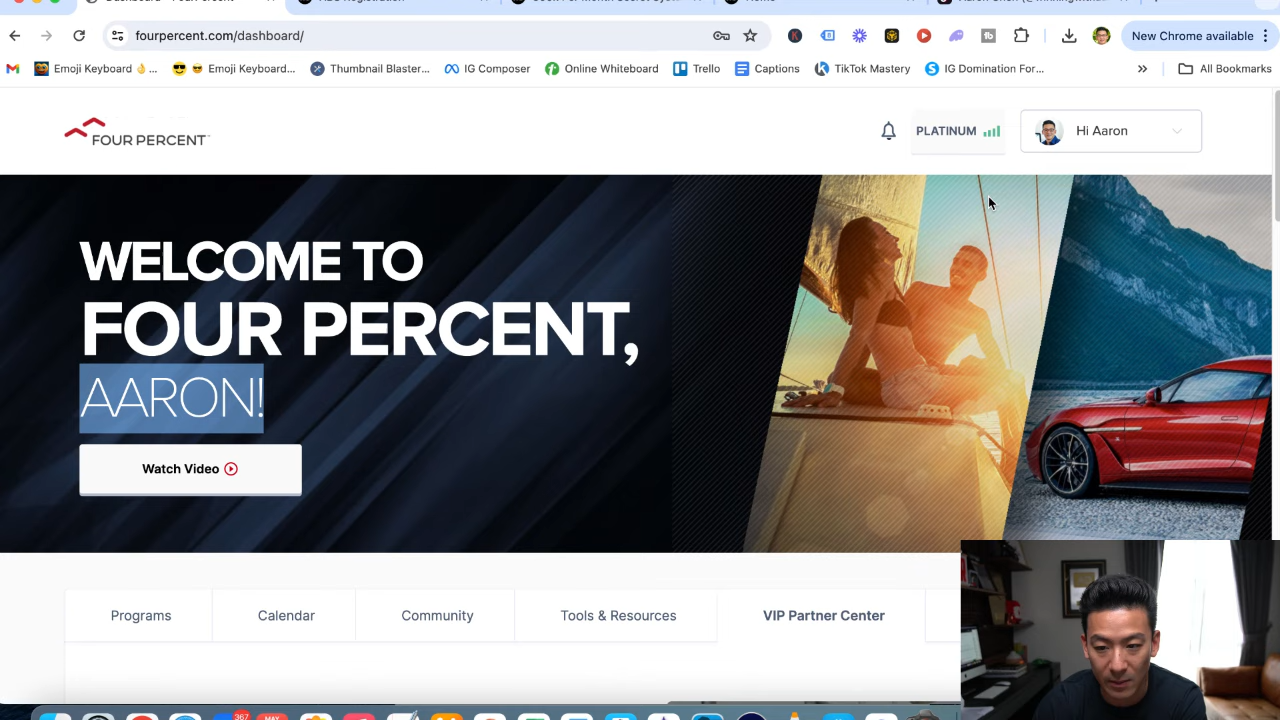 fourpercent.com/dashboard/
New Chrome available
Emoji Keyboard 👌...
😎 Emoji Keyboard...
Thumbnail Blaster...
IG Composer
Online Whiteboard
Trello
Captions
TikTok Mastery
IG Domination For...
All Bookmarks
FOUR PERCENT
PLATINUM
Hi Aaron
WELCOME TO
FOUR PERCENT,
AARON!
Watch Video
Programs
Calendar
Community
Tools & Resources
VIP Partner Center
367
MAY